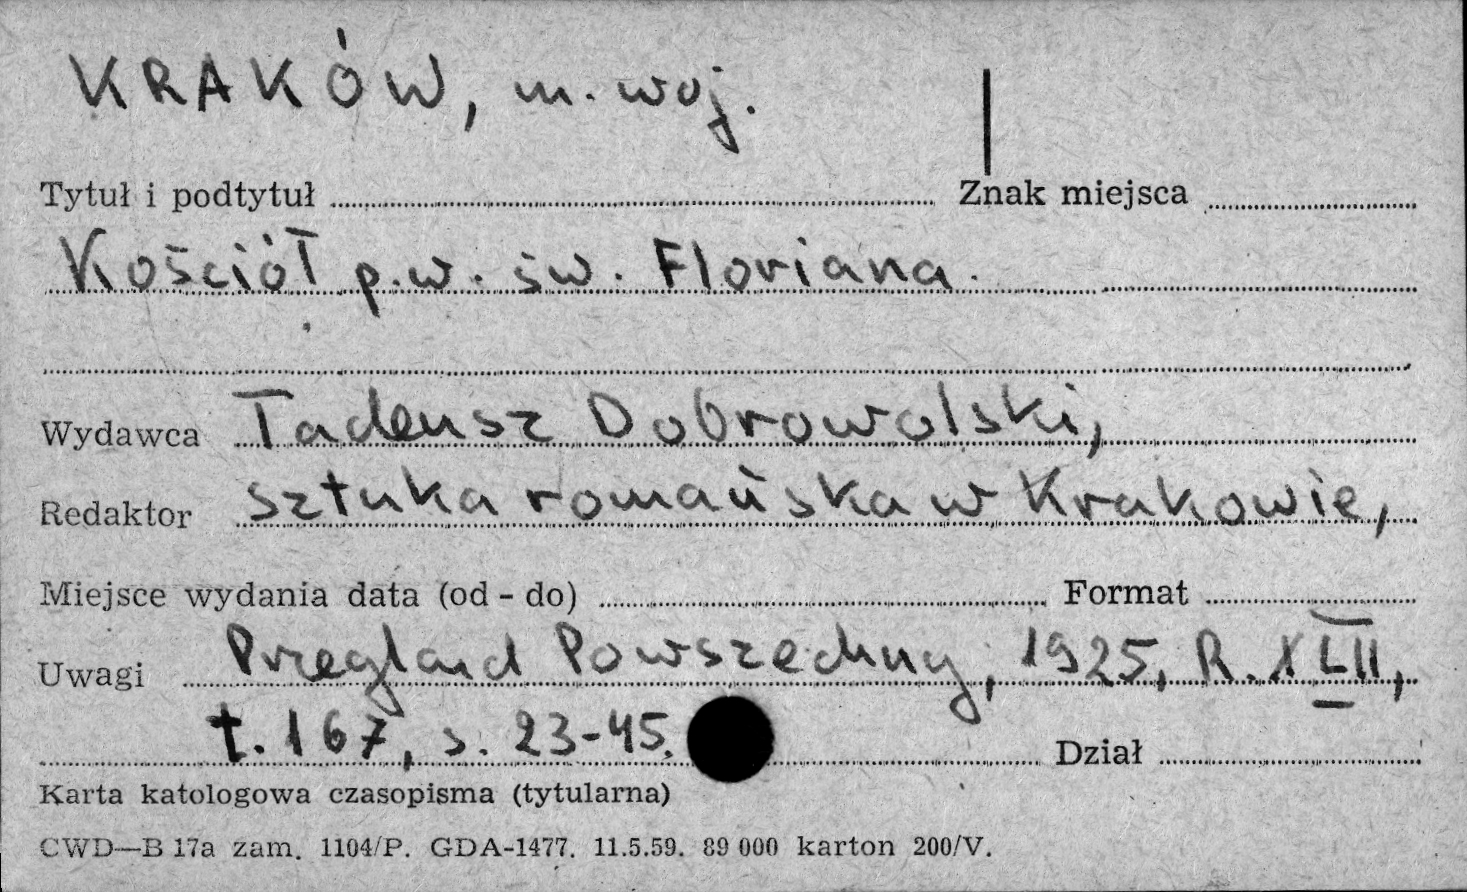 KRAKÓW, m. woj.
Tytuł i podtytuł Znak miejsca
Kościół p.w. św. Floriana.
Wydawca Tadeusz Dobrowolski,
Redaktor sztuka romańska w Krakowie,
Miejsce wydania data (od - do) Format
Uwagi Przegląd Powszechny, 1925, R. XLII,
t. 167, s. 23-45. Dział
Karta katologowa czasopisma (tytularna)
CWD—B 17a zam. 1104/P. GDA-1477. 11.5.59. 89 000 karton 200/V.